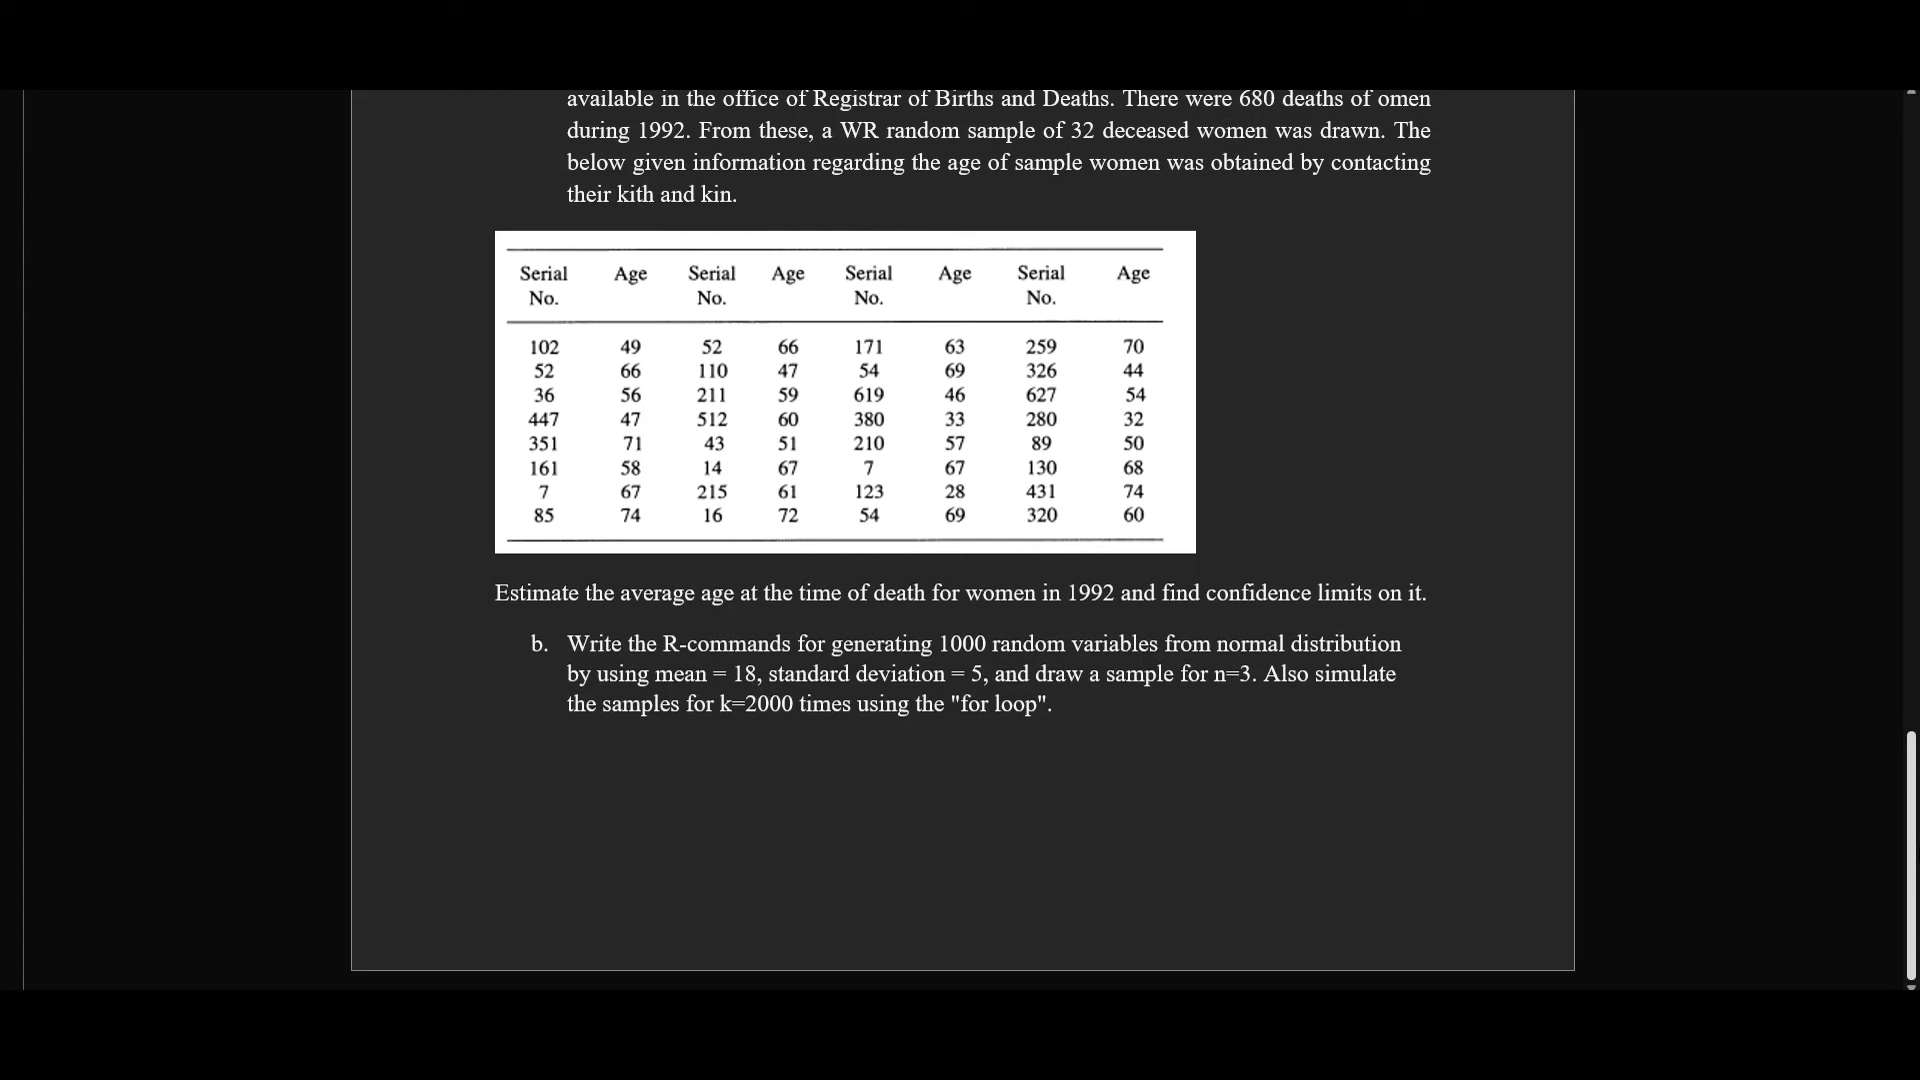 available in the office of Registrar of Births and Deaths. There were 680 deaths of omen
during 1992. From these, a WR random sample of 32 deceased women was drawn. The
below given information regarding the age of sample women was obtained by contacting
their kith and kin.
Serial Age Serial Age Serial Age Serial Age
No. No. No. No.
102 49 52 66 171 63 259 70
52 66 110 47 54 69 326 44
36 56 211 59 619 46 627 54
447 47 512 60 380 33 280 32
351 71 43 51 210 57 89 50
161 58 14 67 7 67 130 68
7 67 215 61 123 28 431 74
85 74 16 72 54 69 320 60
Estimate the average age at the time of death for women in 1992 and find confidence limits on it.
b. Write the R-commands for generating 1000 random variables from normal distribution
by using mean = 18, standard deviation = 5, and draw a sample for n=3. Also simulate
the samples for k=2000 times using the "for loop".